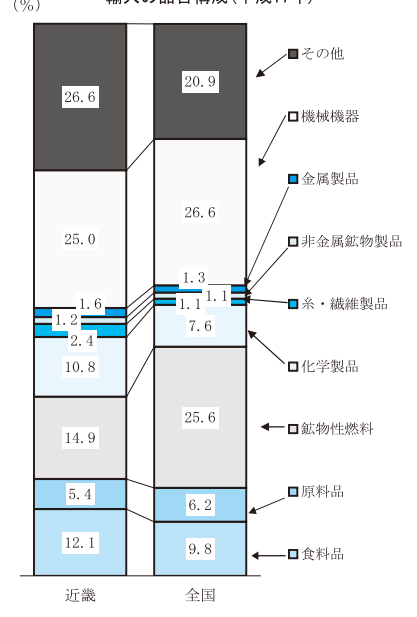 (%)
輸入の品目構成(平成17年)
26.6
25.0
1.6
1.2
2.4
10.8
14.9
5.4
12.1
20.9
26.6
1.3
1.1
1.1
7.6
25.6
6.2
9.8
その他
機械機器
金属製品
非金属鉱物製品
糸・繊維製品
化学製品
鉱物性燃料
原料品
食料品
近畿
全国